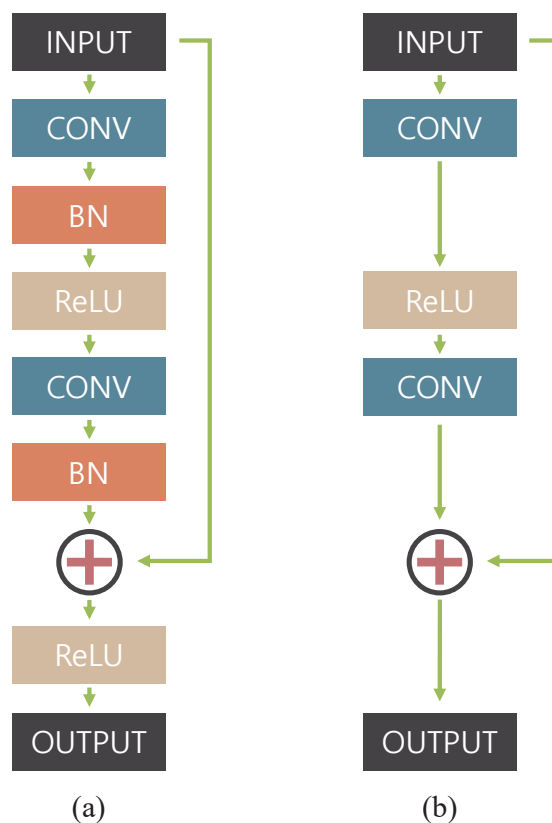 INPUT
CONV
BN
ReLU
CONV
BN
ReLU
OUTPUT
(a)
INPUT
CONV
ReLU
CONV
OUTPUT
(b)